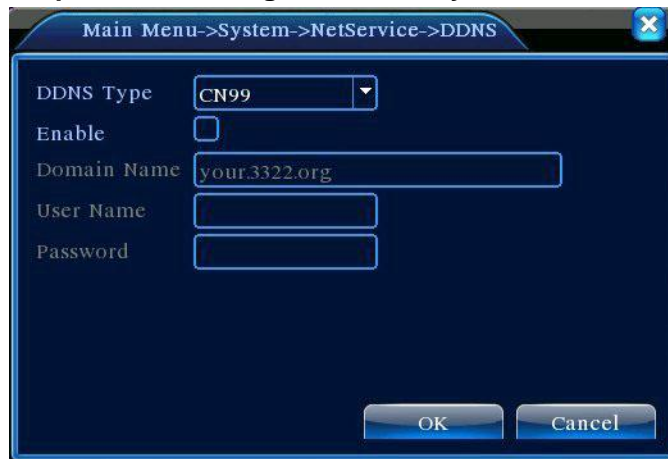 Main Menu->System->NetService->DDNS
DDNS Type CN99
Enable
Domain Name your.3322.org
User Name
Password
OK Cancel